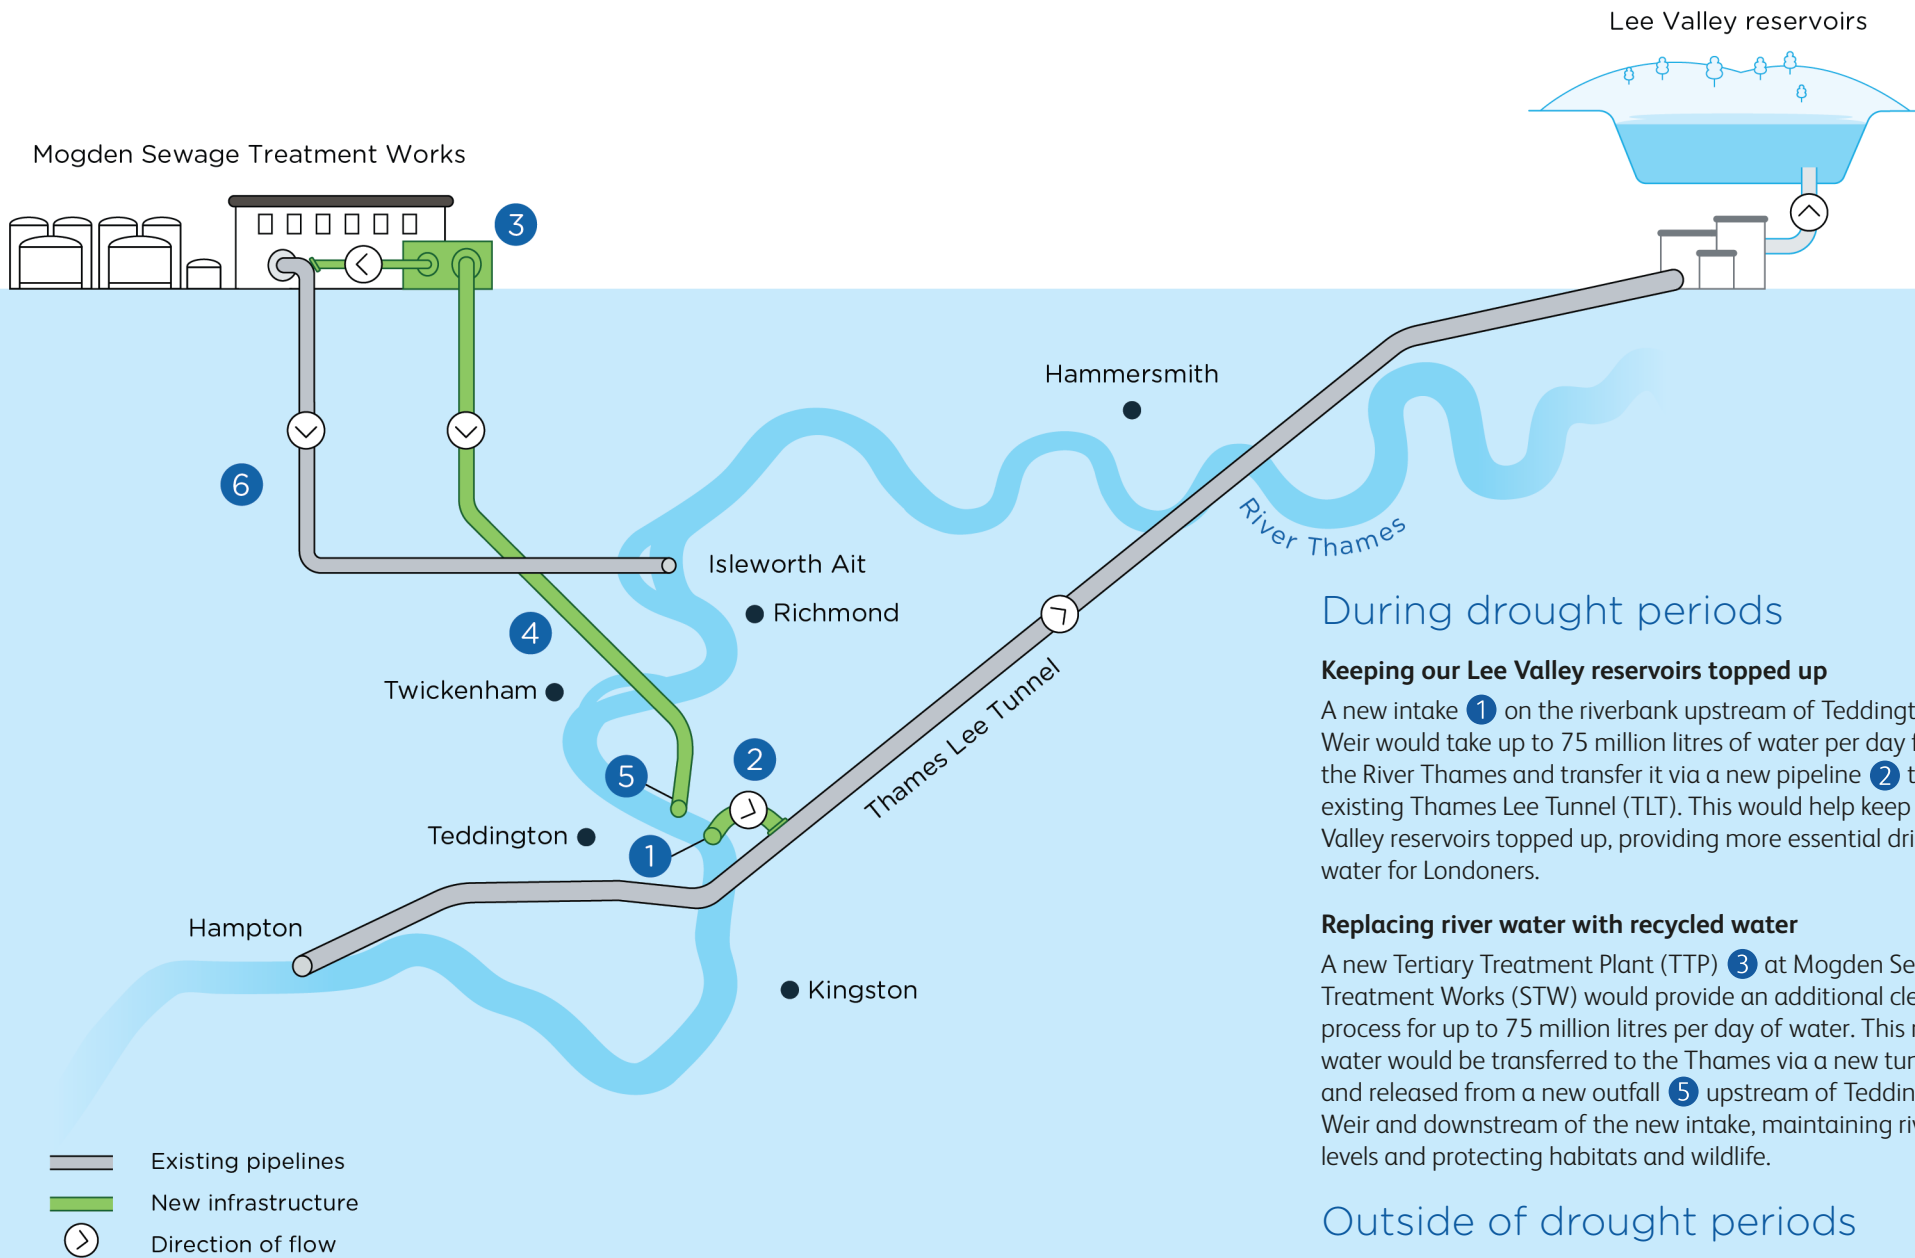 Lee Valley reservoirs
Mogden Sewage Treatment Works
3
Hammersmith
6
River Thames
Isleworth Ait
Richmond
4
Twickenham
Thames Lee Tunnel
2
5
Teddington
1
Hampton
Kingston
Existing pipelines
New infrastructure
Direction of flow
During drought periods
Keeping our Lee Valley reservoirs topped up
A new intake 1 on the riverbank upstream of Teddingt
Weir would take up to 75 million litres of water per day f
the River Thames and transfer it via a new pipeline 2 t
existing Thames Lee Tunnel (TLT). This would help keep
Valley reservoirs topped up, providing more essential dri
water for Londoners.
Replacing river water with recycled water
A new Tertiary Treatment Plant (TTP) 3 at Mogden Se
Treatment Works (STW) would provide an additional cle
process for up to 75 million litres per day of water. This r
water would be transferred to the Thames via a new tur
and released from a new outfall 5 upstream of Teddin
Weir and downstream of the new intake, maintaining riv
levels and protecting habitats and wildlife.
Outside of drought periods